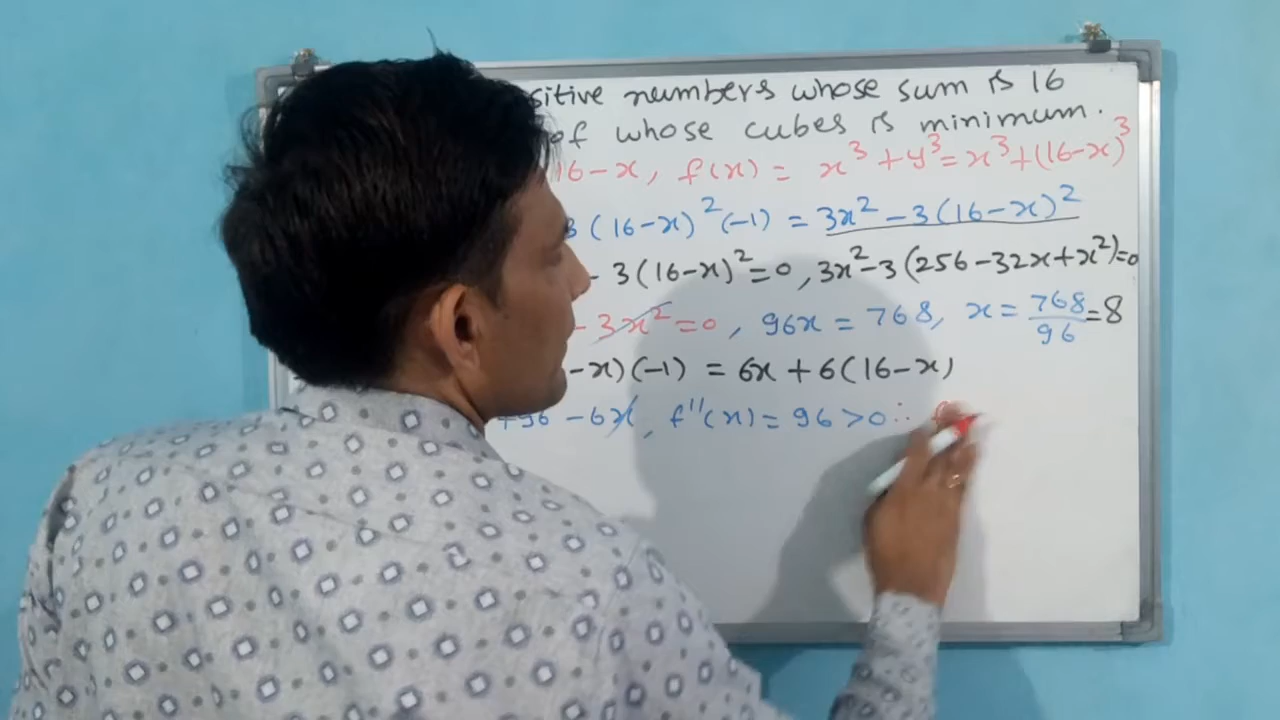 sitive numbers whose sum is 16
of whose cubes is minimum.
16-x, f(x) = x³ + y³ = x³ + (16-x)³
3(16-x)²(-1) = 3x² - 3(16-x)²
- 3(16-x)² = 0, 3x² - 3(256 - 32x + x²) = 0
- 3x² = 0, 96x = 768, x = 768/96 = 8
-x)(-1) = 6x + 6(16-x)
+96 - 6x, f''(x) = 96 > 0 ∴